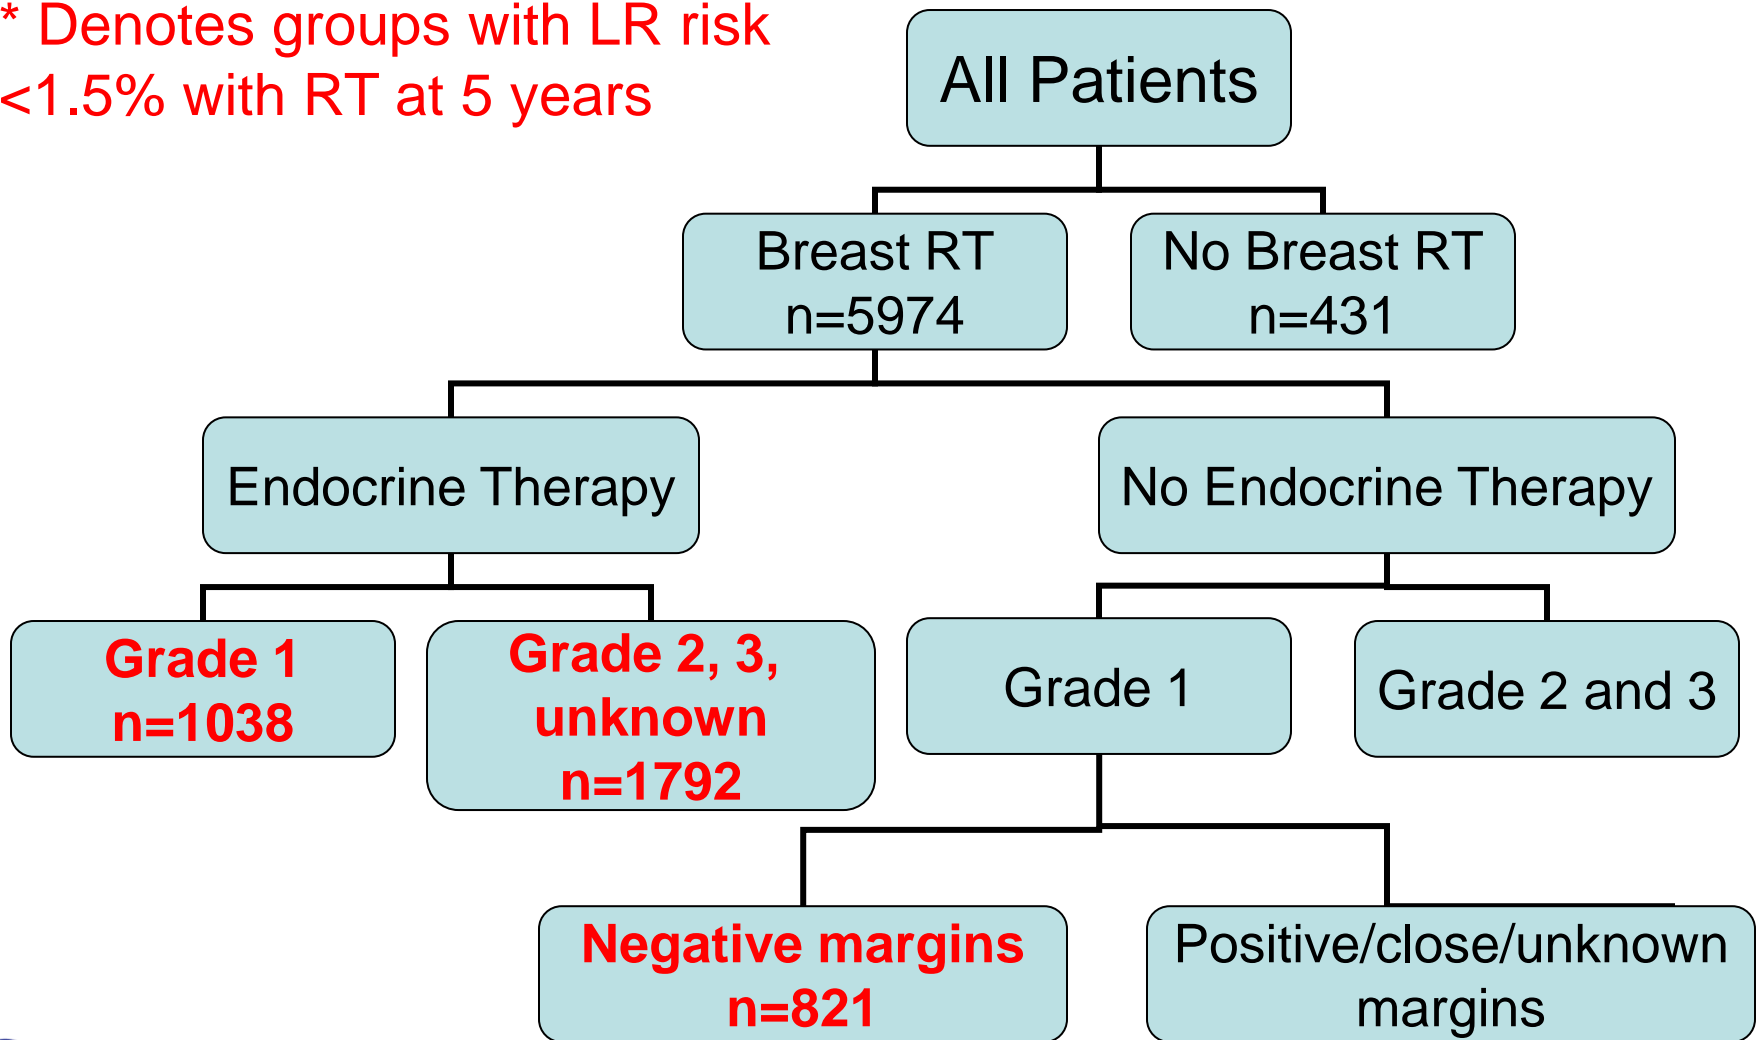 * Denotes groups with LR risk
<1.5% with RT at 5 years
All Patients
Breast RT
n=5974
No Breast RT
n=431
Endocrine Therapy
No Endocrine Therapy
Grade 1
n=1038
Grade 2, 3,
unknown
n=1792
Grade 1
Grade 2 and 3
Negative margins
n=821
Positive/close/unknown
margins